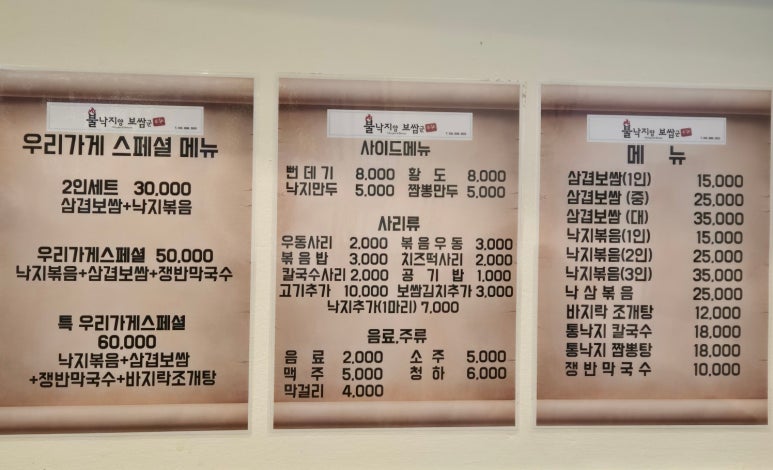 불낙지랑 보쌈군
우리가게 스페셜 메뉴
2인세트 30,000
삼겹보쌈+낙지볶음
우리가게스페셜 50,000
낙지볶음+삼겹보쌈+쟁반막국수
특 우리가게스페셜
60,000
낙지볶음+삼겹보쌈
+쟁반막국수+바지락조개탕
불낙지랑 보쌈군
사이드메뉴
뻔데기 8,000 황도 8,000
낙지만두 5,000 짬뽕만두 5,000
사리류
우동사리 2,000 볶음우동 3,000
볶음밥 3,000 치즈떡사리 2,000
칼국수사리 2,000 공기밥 1,000
고기추가 10,000 보쌈김치추가 3,000
낙지추가(1마리) 7,000
음료,주류
음료 2,000 소주 5,000
맥주 5,000 청하 6,000
막걸리 4,000
불낙지랑 보쌈군
메뉴
삼겹보쌈(1인) 15,000
삼겹보쌈 (중) 25,000
삼겹보쌈 (대) 35,000
낙지볶음(1인) 15,000
낙지볶음(2인) 25,000
낙지볶음(3인) 35,000
낙삼볶음 25,000
바지락 조개탕 12,000
통낙지 칼국수 18,000
통낙지 짬뽕탕 18,000
쟁반막국수 10,000